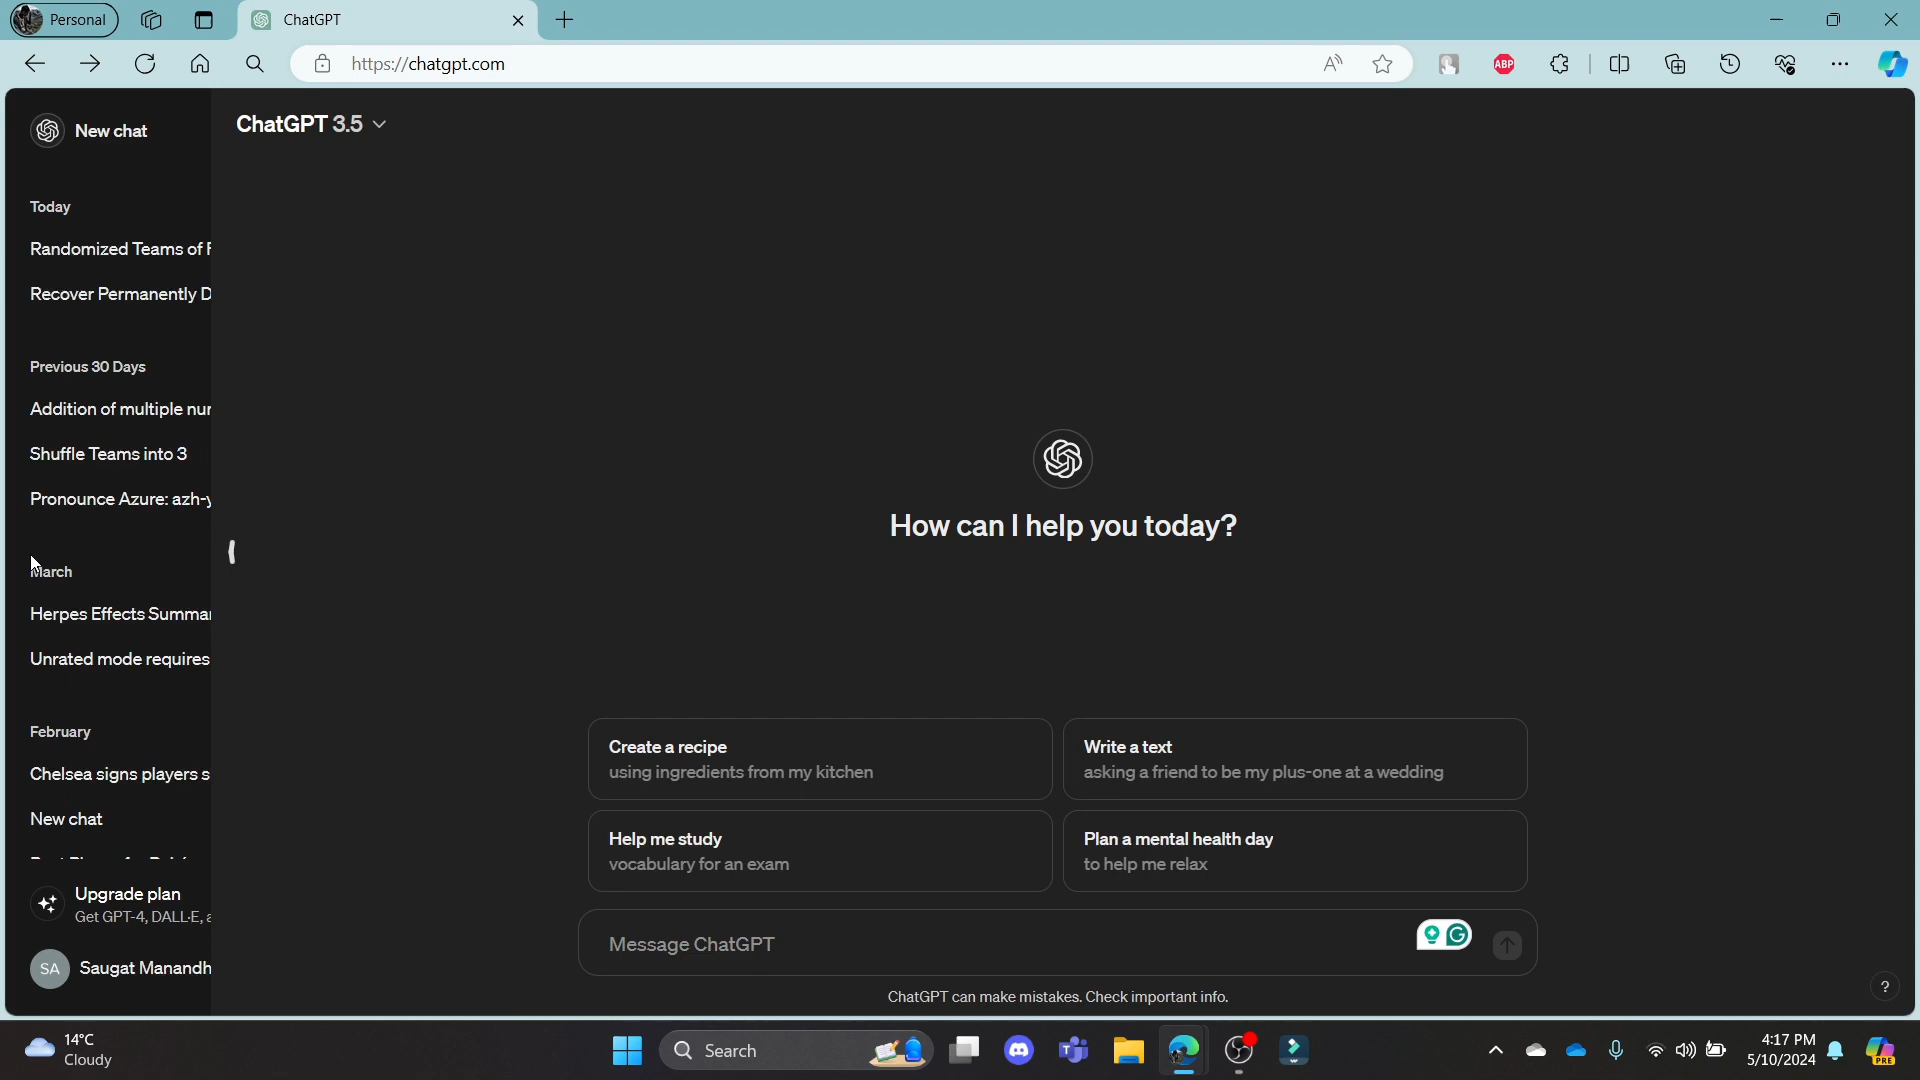 Personal
ChatGPT
https://chatgpt.com
ABP
New chat
ChatGPT 3.5
Today
Randomized Teams of F
Recover Permanently D
Previous 30 Days
Addition of multiple nur
Shuffle Teams into 3
Pronounce Azure: azh-y
March
Herpes Effects Summar
Unrated mode requires
February
Chelsea signs players s
New chat
Upgrade plan
Get GPT-4, DALL·E, a
SA
Saugat Manandh
How can I help you today?
Create a recipe
using ingredients from my kitchen
Write a text
asking a friend to be my plus-one at a wedding
Help me study
vocabulary for an exam
Plan a mental health day
to help me relax
Message ChatGPT
ChatGPT can make mistakes. Check important info.
?
14°C
Cloudy
Search
4:17 PM
5/10/2024
PRE